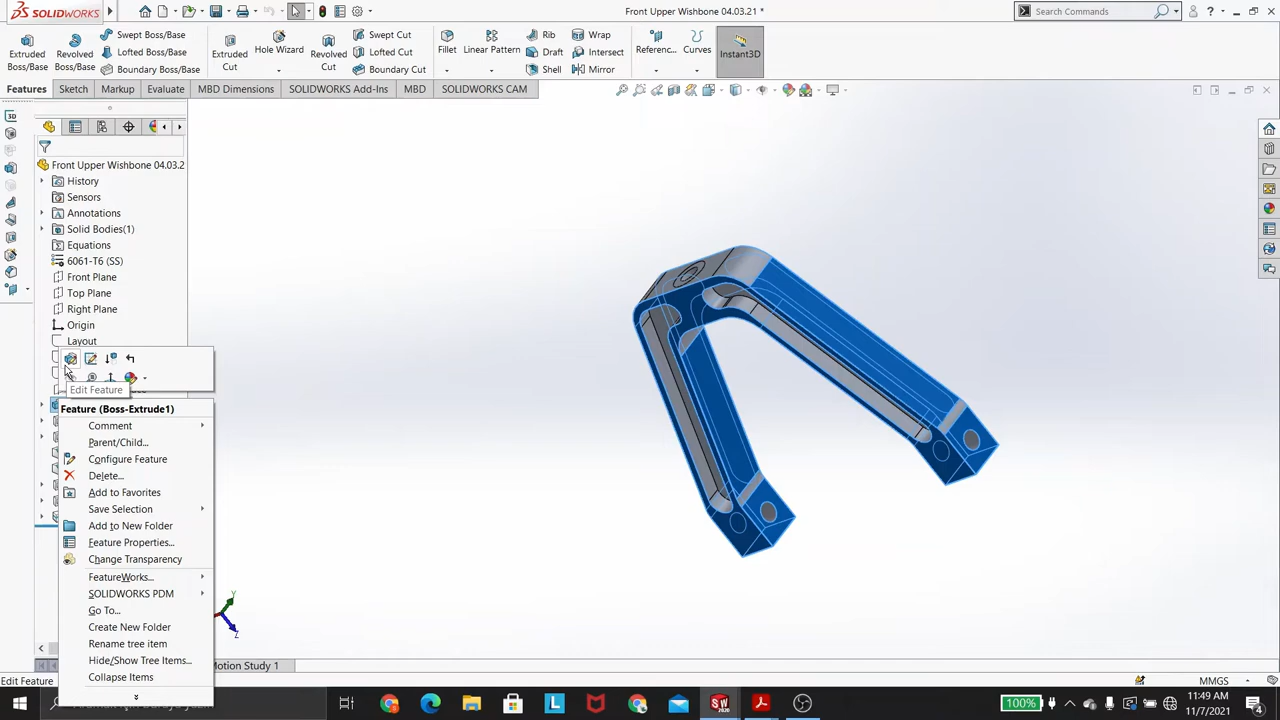 SOLIDWORKS
Front Upper Wishbone 04.03.21 *
Search Commands
Extruded Boss/Base
Revolved Boss/Base
Swept Boss/Base
Lofted Boss/Base
Boundary Boss/Base
Extruded Cut
Hole Wizard
Revolved Cut
Swept Cut
Lofted Cut
Boundary Cut
Fillet
Linear Pattern
Rib
Draft
Shell
Wrap
Intersect
Mirror
Referenc...
Curves
Instant3D
Features Sketch Markup Evaluate MBD Dimensions SOLIDWORKS Add-Ins MBD SOLIDWORKS CAM
Front Upper Wishbone 04.03.2
History
Sensors
Annotations
Solid Bodies(1)
Equations
6061-T6 (SS)
Front Plane
Top Plane
Right Plane
Origin
Layout
Edit Feature
Feature (Boss-Extrude1)
Comment
Parent/Child...
Configure Feature
Delete...
Add to Favorites
Save Selection
Add to New Folder
Feature Properties...
Change Transparency
FeatureWorks...
SOLIDWORKS PDM
Go To...
Create New Folder
Rename tree item
Hide/Show Tree Items...
Collapse Items
Y
Z
Motion Study 1
Edit Feature
MMGS
100%
11:49 AM
11/7/2021